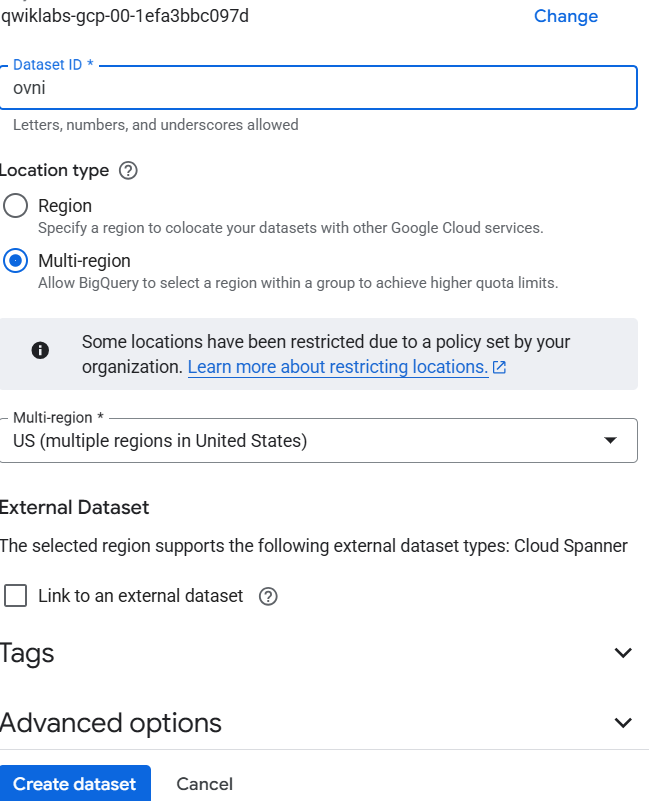 qwiklabs-gcp-00-1efa3bbc097d
Change
Dataset ID *
ovni
Letters, numbers, and underscores allowed
Location type
Region
Specify a region to colocate your datasets with other Google Cloud services.
Multi-region
Allow BigQuery to select a region within a group to achieve higher quota limits.
Some locations have been restricted due to a policy set by your
organization. Learn more about restricting locations.
Multi-region *
US (multiple regions in United States)
External Dataset
The selected region supports the following external dataset types: Cloud Spanner
Link to an external dataset
Tags
Advanced options
Create dataset
Cancel